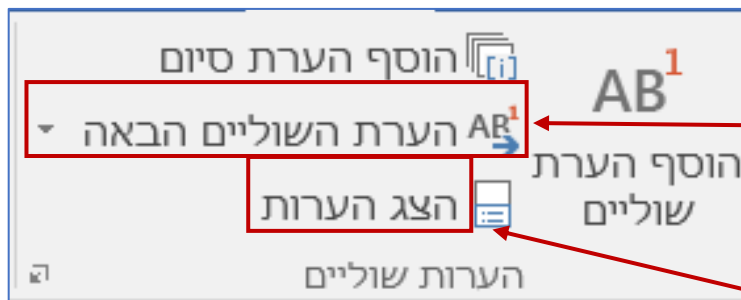 AB1
הוסף הערת
שוליים
[i] הוסף הערת סיום
AB1 הערת השוליים הבאה
הצג הערות
הערות שוליים